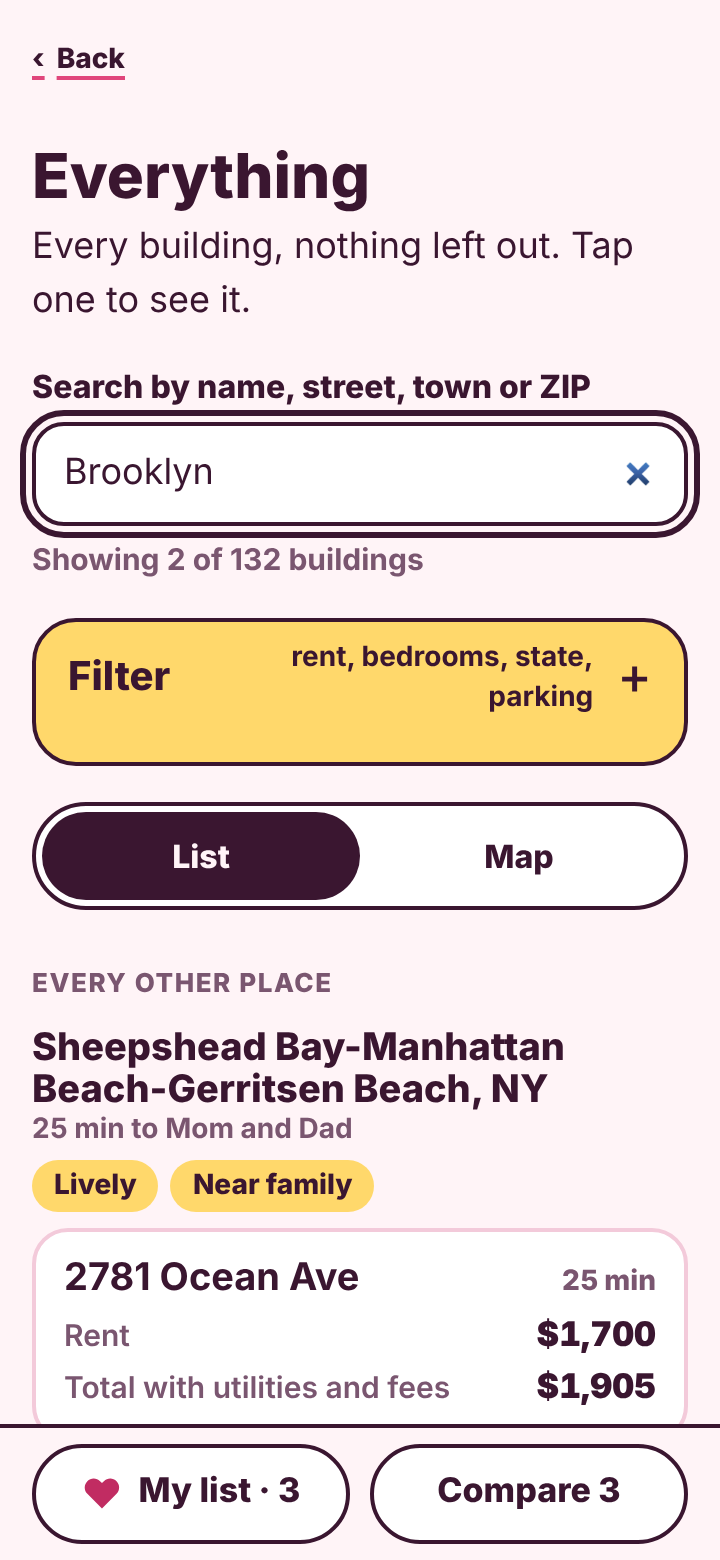 ‹ Back
Everything
Every building, nothing left out. Tap
one to see it.
Search by name, street, town or ZIP
Brooklyn
Showing 2 of 132 buildings
Filter
rent, bedrooms, state,
parking
+
List
Map
EVERY OTHER PLACE
Sheepshead Bay-Manhattan
Beach-Gerritsen Beach, NY
25 min to Mom and Dad
Lively
Near family
2781 Ocean Ave
25 min
Rent
$1,700
Total with utilities and fees
$1,905
My list · 3
Compare 3